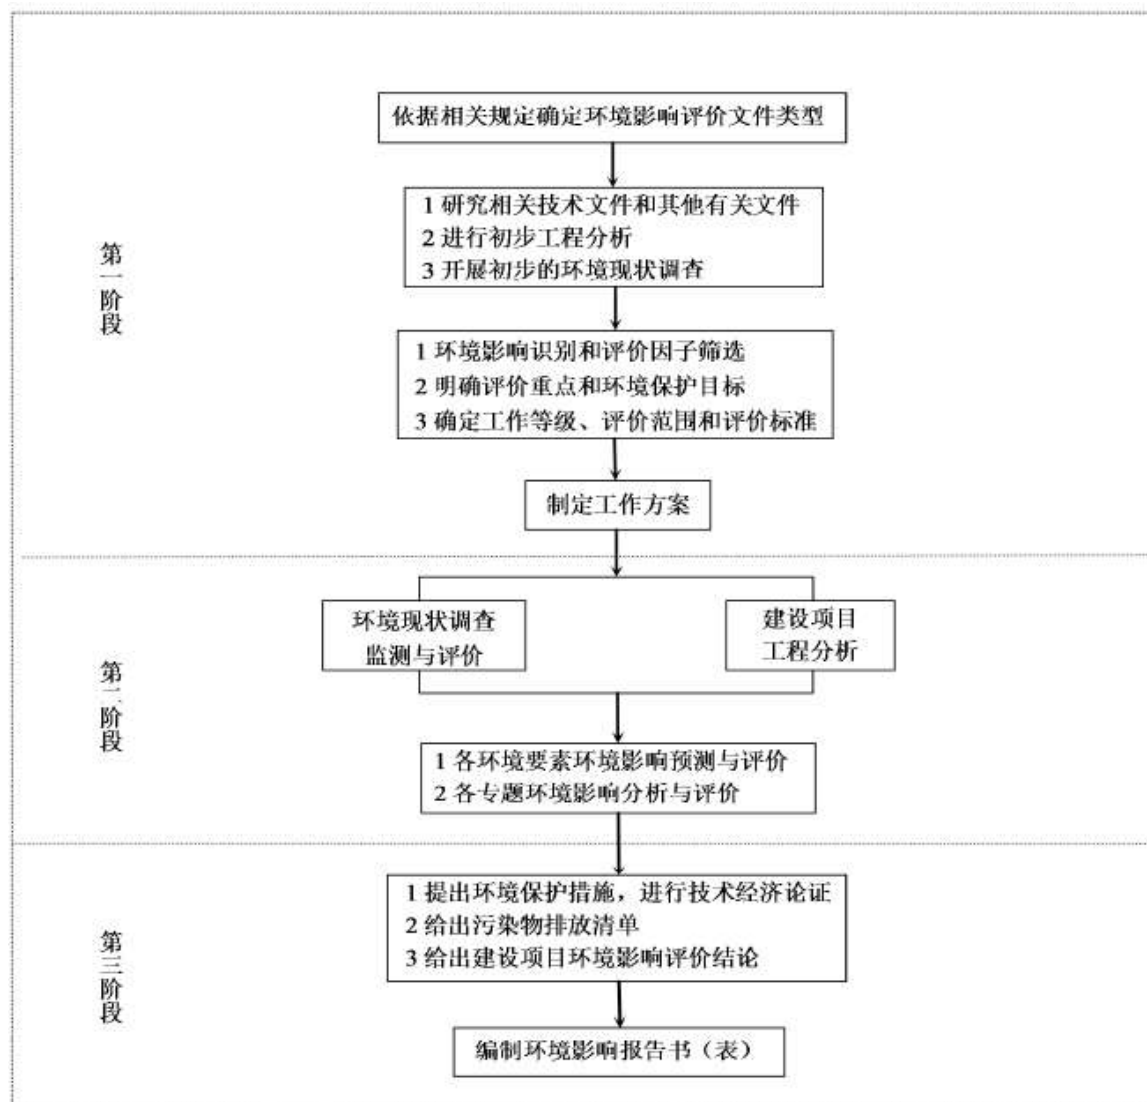 依据相关规定确定环境影响评价文件类型
1 研究相关技术文件和其他有关文件
2 进行初步工程分析
3 开展初步的环境现状调查
第一阶段
1 环境影响识别和评价因子筛选
2 明确评价重点和环境保护目标
3 确定工作等级、评价范围和评价标准
制定工作方案
环境现状调查
监测与评价
建设项目
工程分析
第二阶段
1 各环境要素环境影响预测与评价
2 各专题环境影响分析与评价
1 提出环境保护措施，进行技术经济论证
2 给出污染物排放清单
3 给出建设项目环境影响评价结论
第三阶段
编制环境影响报告书（表）